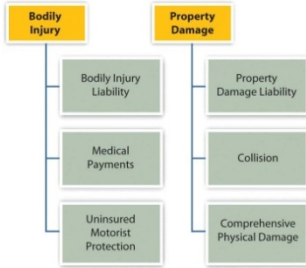 Bodily
Injury
Bodily Injury
Liability
Medical
Payments
Uninsured
Motorist
Protection
Property
Damage
Property
Damage Liability
Collision
Comprehensive
Physical Damage